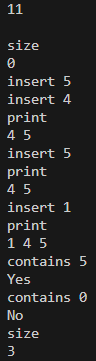 11
size
0
insert 5
insert 4
print
4 5
insert 5
print
4 5
insert 1
print
1 4 5
contains 5
Yes
contains 0
No
size
3